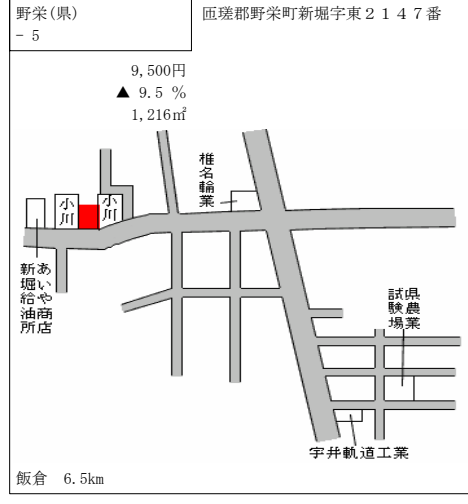 野栄(県)
- 5
匝瑳郡野栄町新堀字東２１４７番
9,500円
▲ 9.5 %
1,216㎡
椎名輪業
小川
小川
あいや商店
新堀給油所
県農業
試験場
宇井軌道工業
飯倉 6.5km